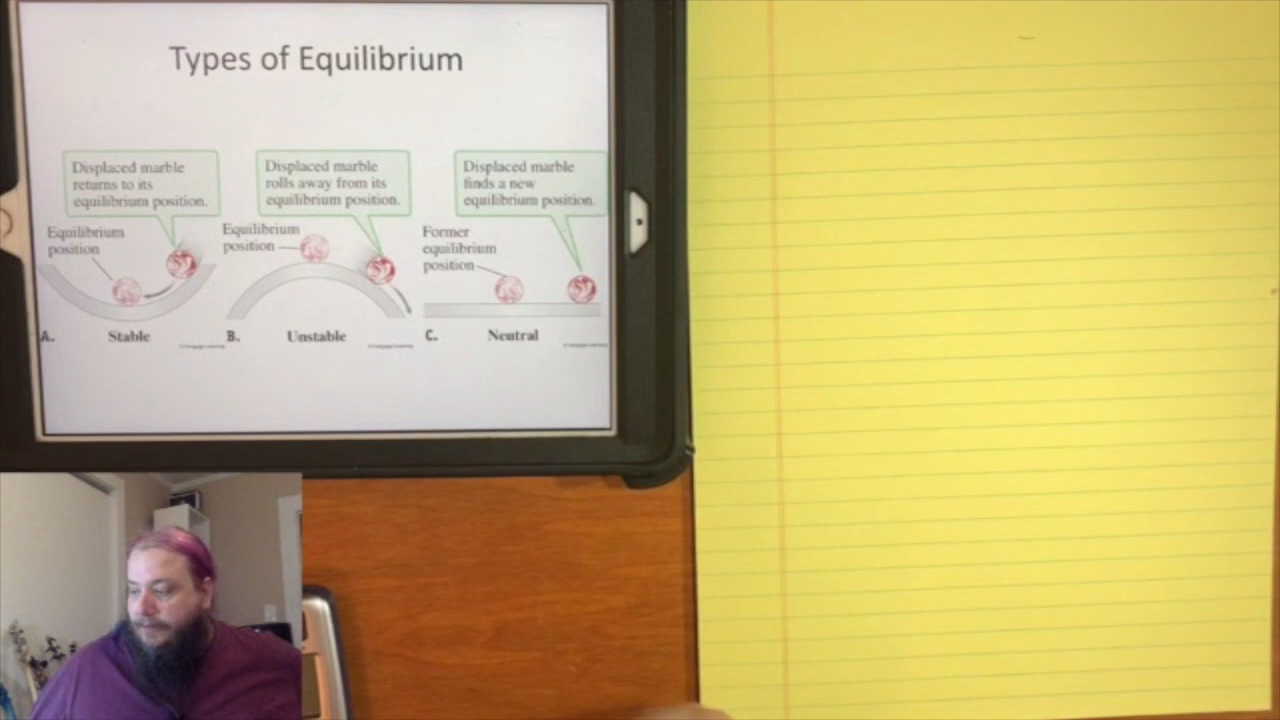 Types of Equilibrium
Displaced marble
returns to its
equilibrium position.
Equilibrium
position
A.
Stable
Displaced marble
rolls away from its
equilibrium position.
Equilibrium
position
B.
Unstable
Displaced marble
finds a new
equilibrium position.
Former
equilibrium
position
C.
Neutral